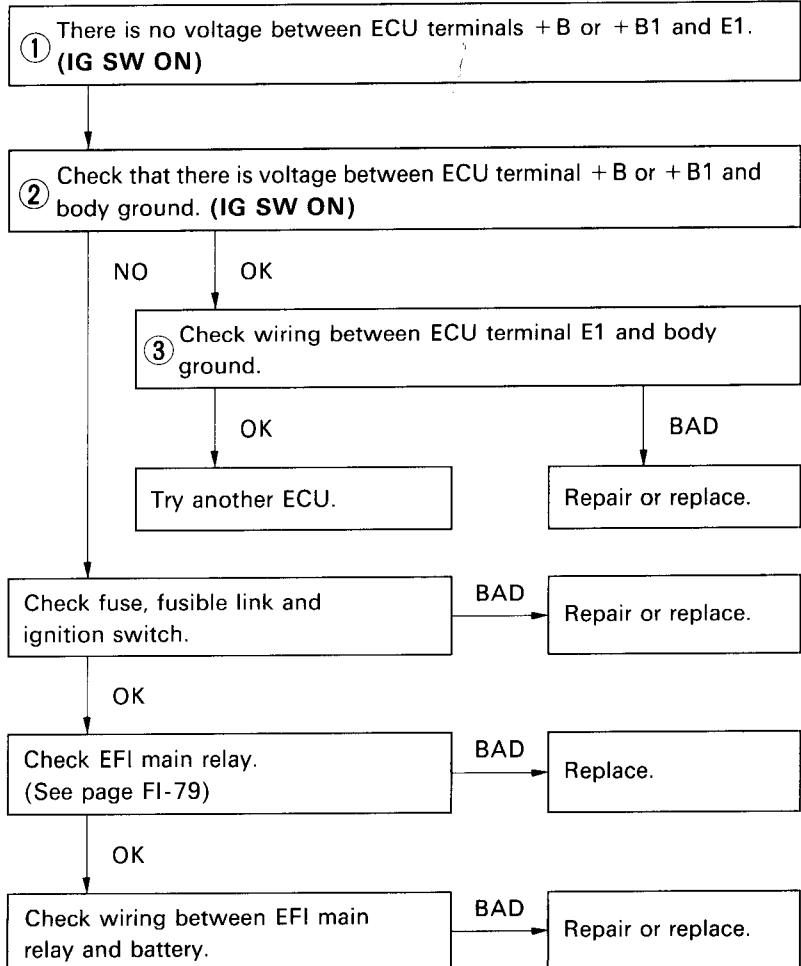 ① There is no voltage between ECU terminals +B or +B1 and E1.
(IG SW ON)
② Check that there is voltage between ECU terminal +B or +B1 and
body ground. (IG SW ON)
NO
OK
③ Check wiring between ECU terminal E1 and body
ground.
OK
BAD
Try another ECU.
Repair or replace.
Check fuse, fusible link and
ignition switch.
BAD
Repair or replace.
OK
Check EFI main relay.
(See page FI-79)
BAD
Replace.
OK
Check wiring between EFI main
relay and battery.
BAD
Repair or replace.